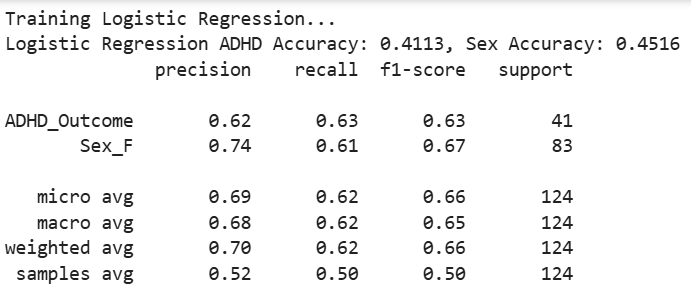 Training Logistic Regression...
Logistic Regression ADHD Accuracy: 0.4113, Sex Accuracy: 0.4516
precision recall f1-score support
ADHD_Outcome 0.62 0.63 0.63 41
Sex_F 0.74 0.61 0.67 83
micro avg 0.69 0.62 0.66 124
macro avg 0.68 0.62 0.65 124
weighted avg 0.70 0.62 0.66 124
samples avg 0.52 0.50 0.50 124